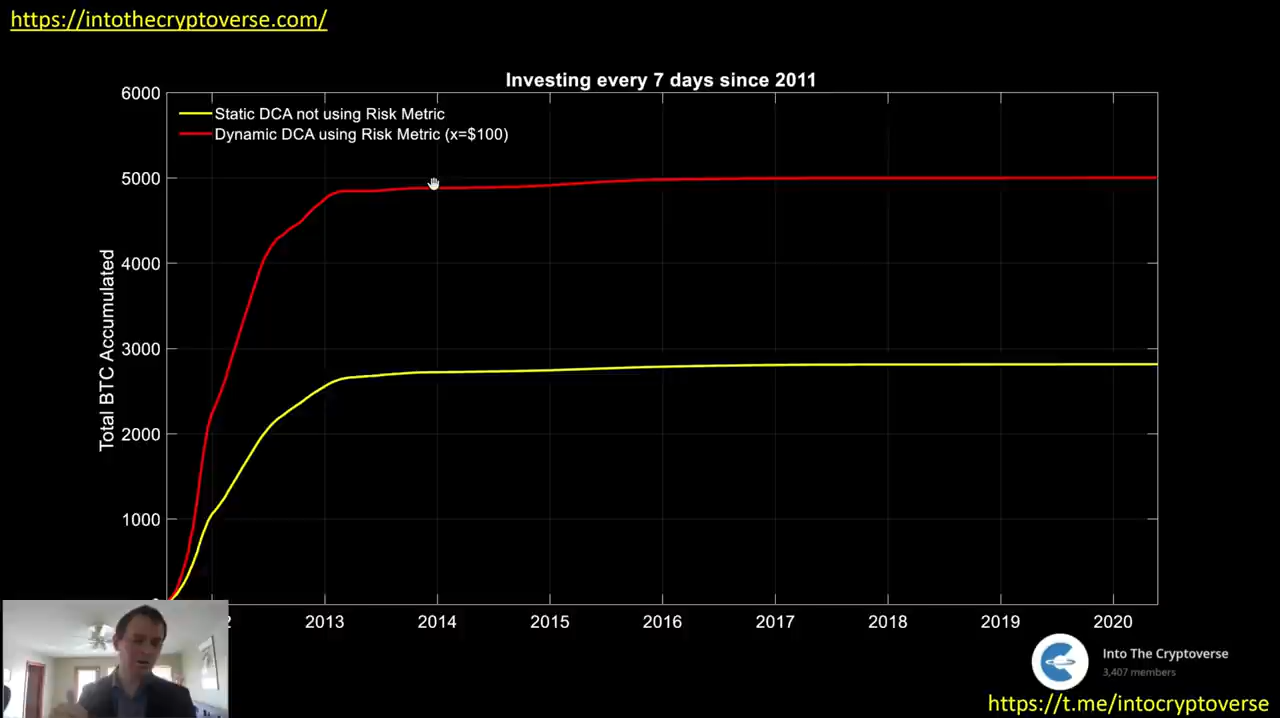 https://intothecryptoverse.com/
Investing every 7 days since 2011
Static DCA not using Risk Metric
Dynamic DCA using Risk Metric (x=$100)
Total BTC Accumulated
6000
5000
4000
3000
2000
1000
2013
2014
2015
2016
2017
2018
2019
2020
Into The Cryptoverse
3,407 members
https://t.me/intocryptoverse